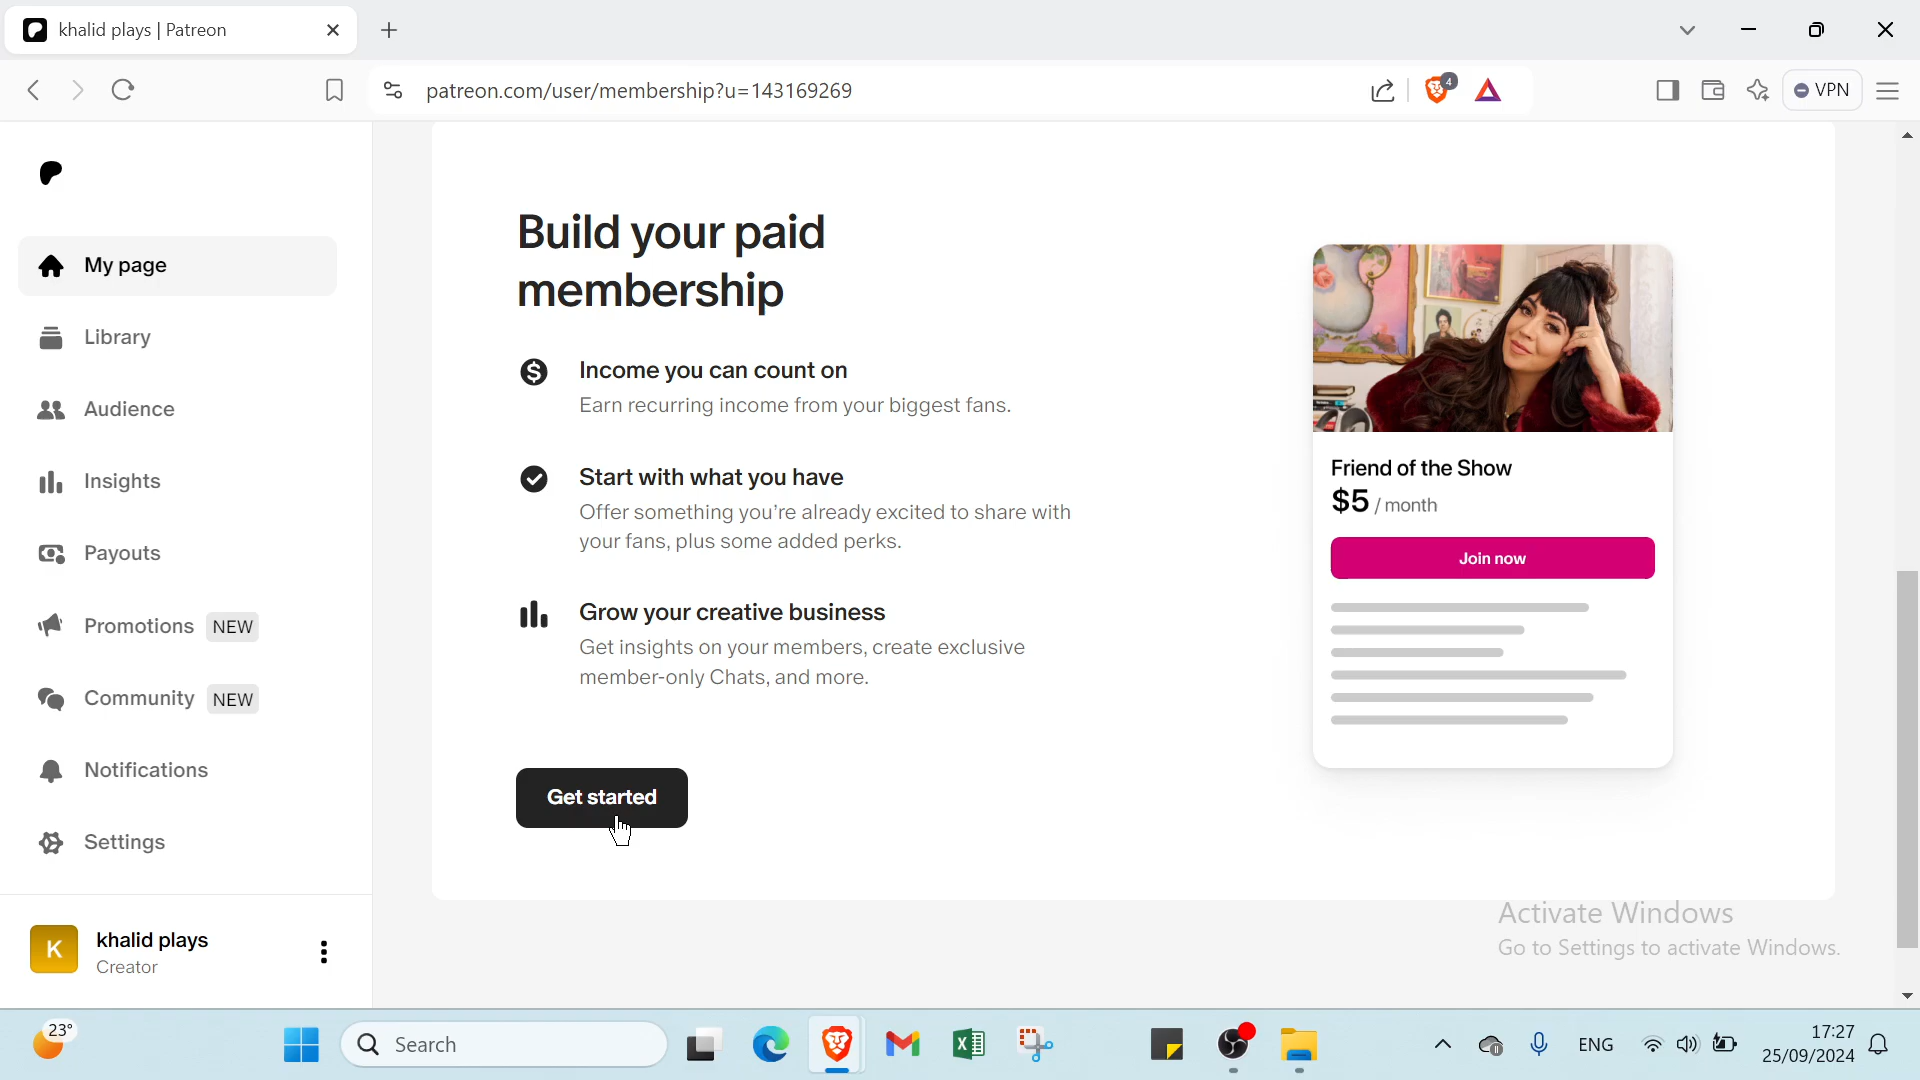 khalid plays | Patreon
patreon.com/user/membership?u=143169269
4
VPN
My page
Library
Audience
Insights
Payouts
Promotions NEW
Community NEW
Notifications
Settings
K
khalid plays
Creator
Build your paid
membership
Income you can count on
Earn recurring income from your biggest fans.
Start with what you have
Offer something you're already excited to share with
your fans, plus some added perks.
Grow your creative business
Get insights on your members, create exclusive
member-only Chats, and more.
Get started
Friend of the Show
$5 / month
Join now
Activate Windows
Go to Settings to activate Windows.
23°
Search
ENG
17:27
25/09/2024